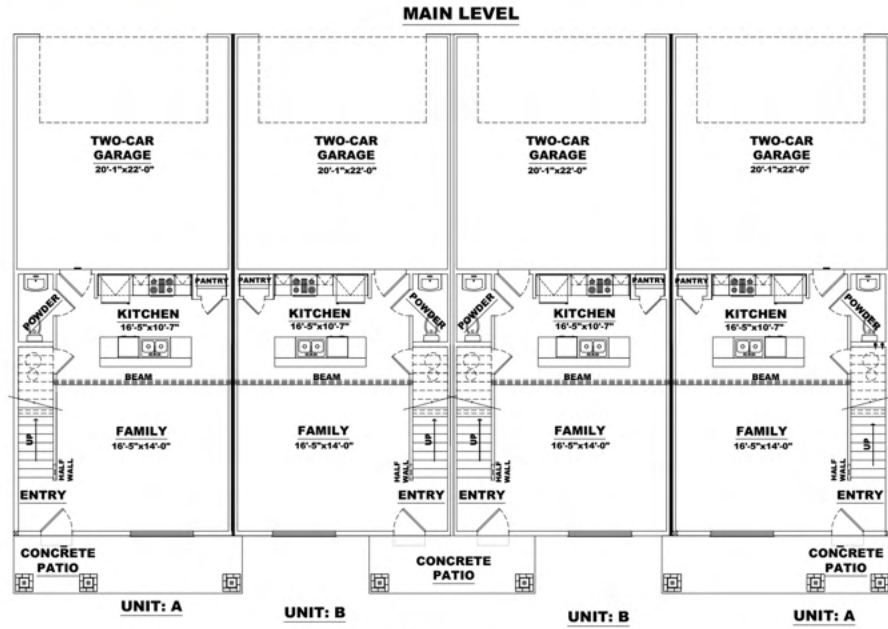 MAIN LEVEL
TWO-CAR
GARAGE
20'-1"x22'-0"
TWO-CAR
GARAGE
20'-1"x22'-0"
TWO-CAR
GARAGE
20'-1"x22'-0"
TWO-CAR
GARAGE
20'-1"x22'-0"
POWDER
KITCHEN
16'-5"x10'-7"
PANTRY
PANTRY
KITCHEN
16'-5"x10'-7"
POWDER
POWDER
KITCHEN
16'-5"x10'-7"
PANTRY
PANTRY
KITCHEN
16'-5"x10'-7"
POWDER
BEAM
BEAM
BEAM
BEAM
UP
HALF
WALL
FAMILY
16'-5"x14'-0"
FAMILY
16'-5"x14'-0"
HALF
WALL
UP
UP
HALF
WALL
FAMILY
16'-5"x14'-0"
FAMILY
16'-5"x14'-0"
HALF
WALL
UP
ENTRY
ENTRY
ENTRY
ENTRY
CONCRETE
PATIO
CONCRETE
PATIO
CONCRETE
PATIO
UNIT: A
UNIT: B
UNIT: B
UNIT: A